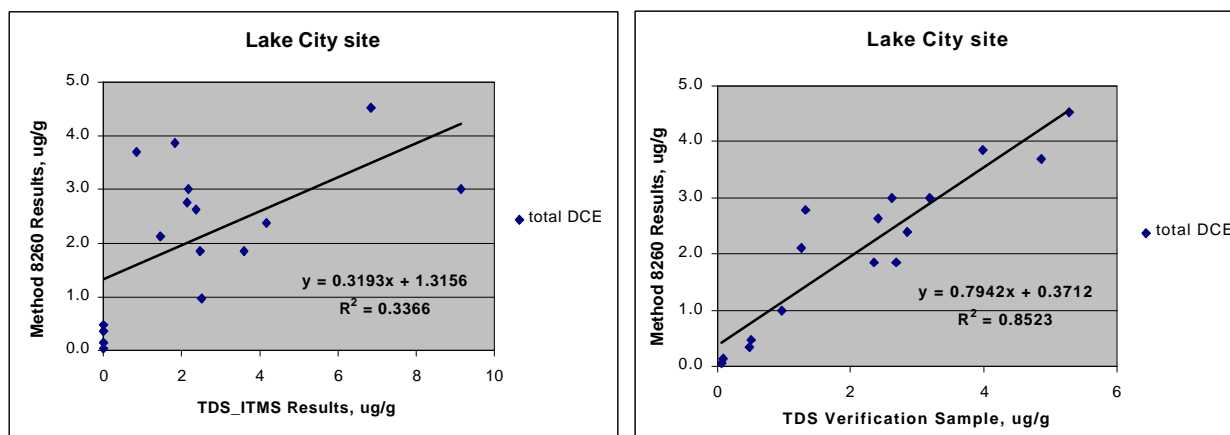 Lake City site
5.0
4.0
3.0
2.0
1.0
0.0
Method 8260 Results, ug/g
0 2 4 6 8 10
TDS_ITMS Results, ug/g
y = 0.3193x + 1.3156
R² = 0.3366
total DCE
Lake City site
5.0
4.0
3.0
2.0
1.0
0.0
Method 8260 Results, ug/g
0 2 4 6
TDS Verification Sample, ug/g
y = 0.7942x + 0.3712
R² = 0.8523
total DCE